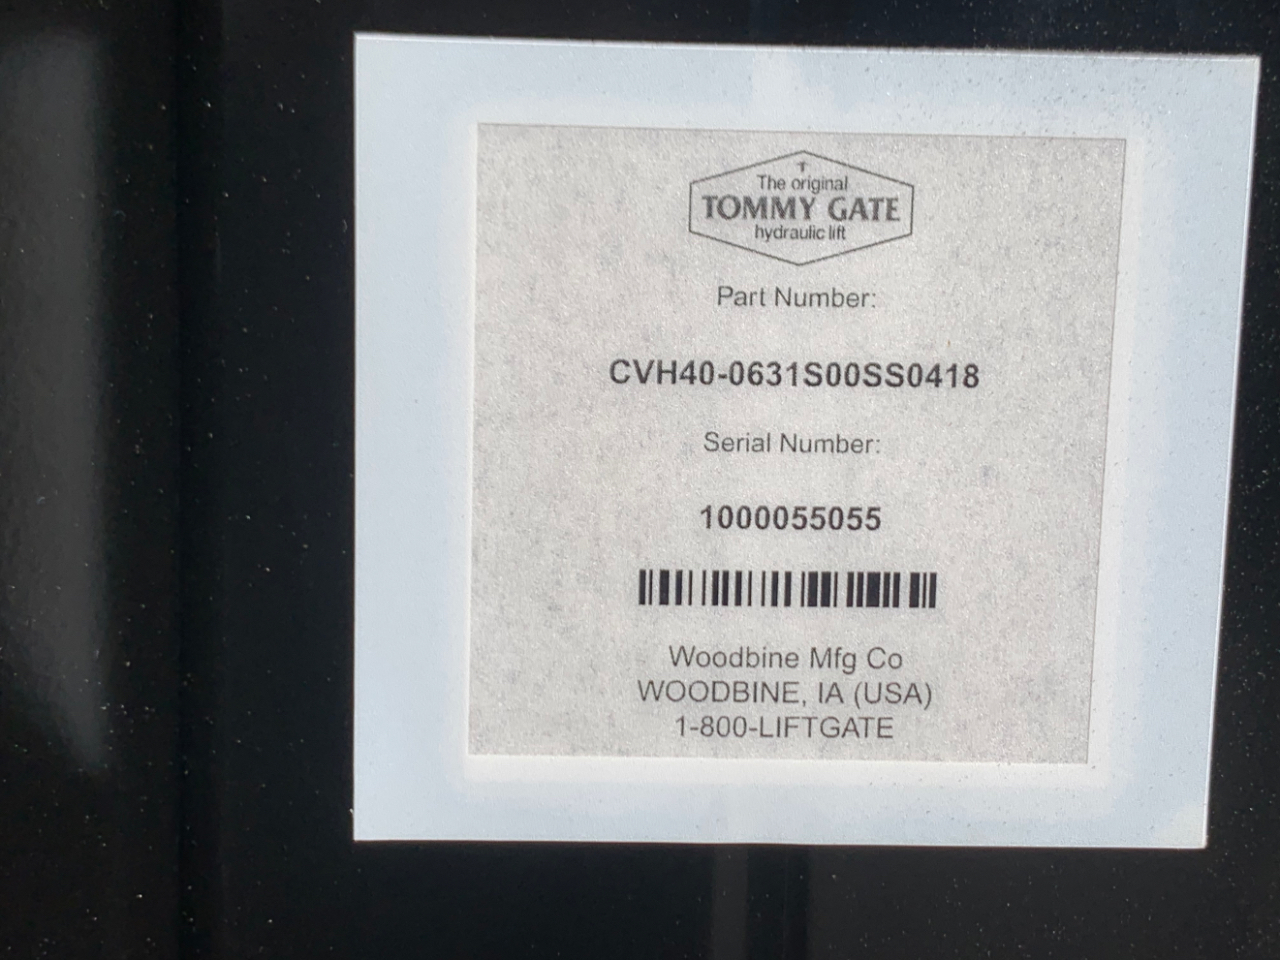 The original
TOMMY GATE
hydraulic lift
Part Number:
CVH40-0631S00SS0418
Serial Number:
1000055055
Woodbine Mfg Co
WOODBINE, IA (USA)
1-800-LIFTGATE